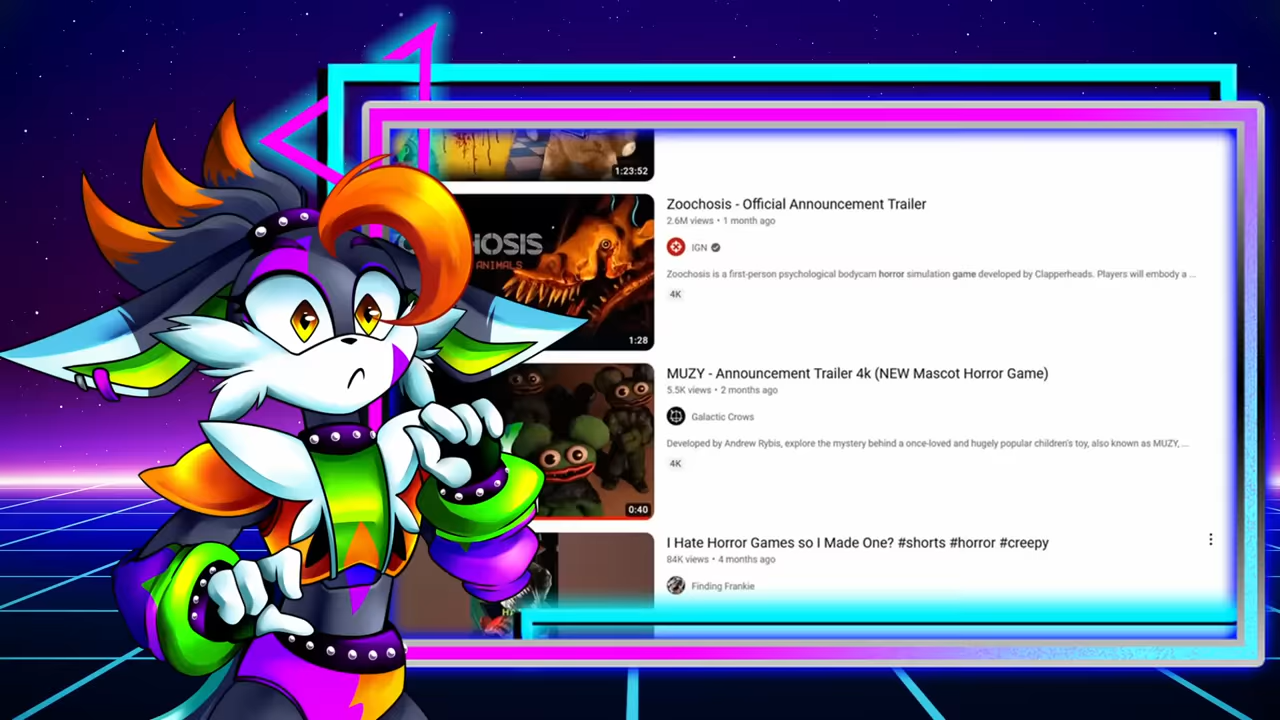 1:23:52
HOSIS
ANIMALS
1:28
Zoochosis - Official Announcement Trailer
2.6M views • 1 month ago
IGN
Zoochosis is a first-person psychological bodycam horror simulation game developed by Clapperheads. Players will embody a ...
4K
0:40
MUZY - Announcement Trailer 4k (NEW Mascot Horror Game)
5.5K views • 2 months ago
Galactic Crows
Developed by Andrew Rybis, explore the mystery behind a once-loved and hugely popular children's toy, also known as MUZY, ...
4K
I Hate Horror Games so I Made One? #shorts #horror #creepy
84K views • 4 months ago
Finding Frankie